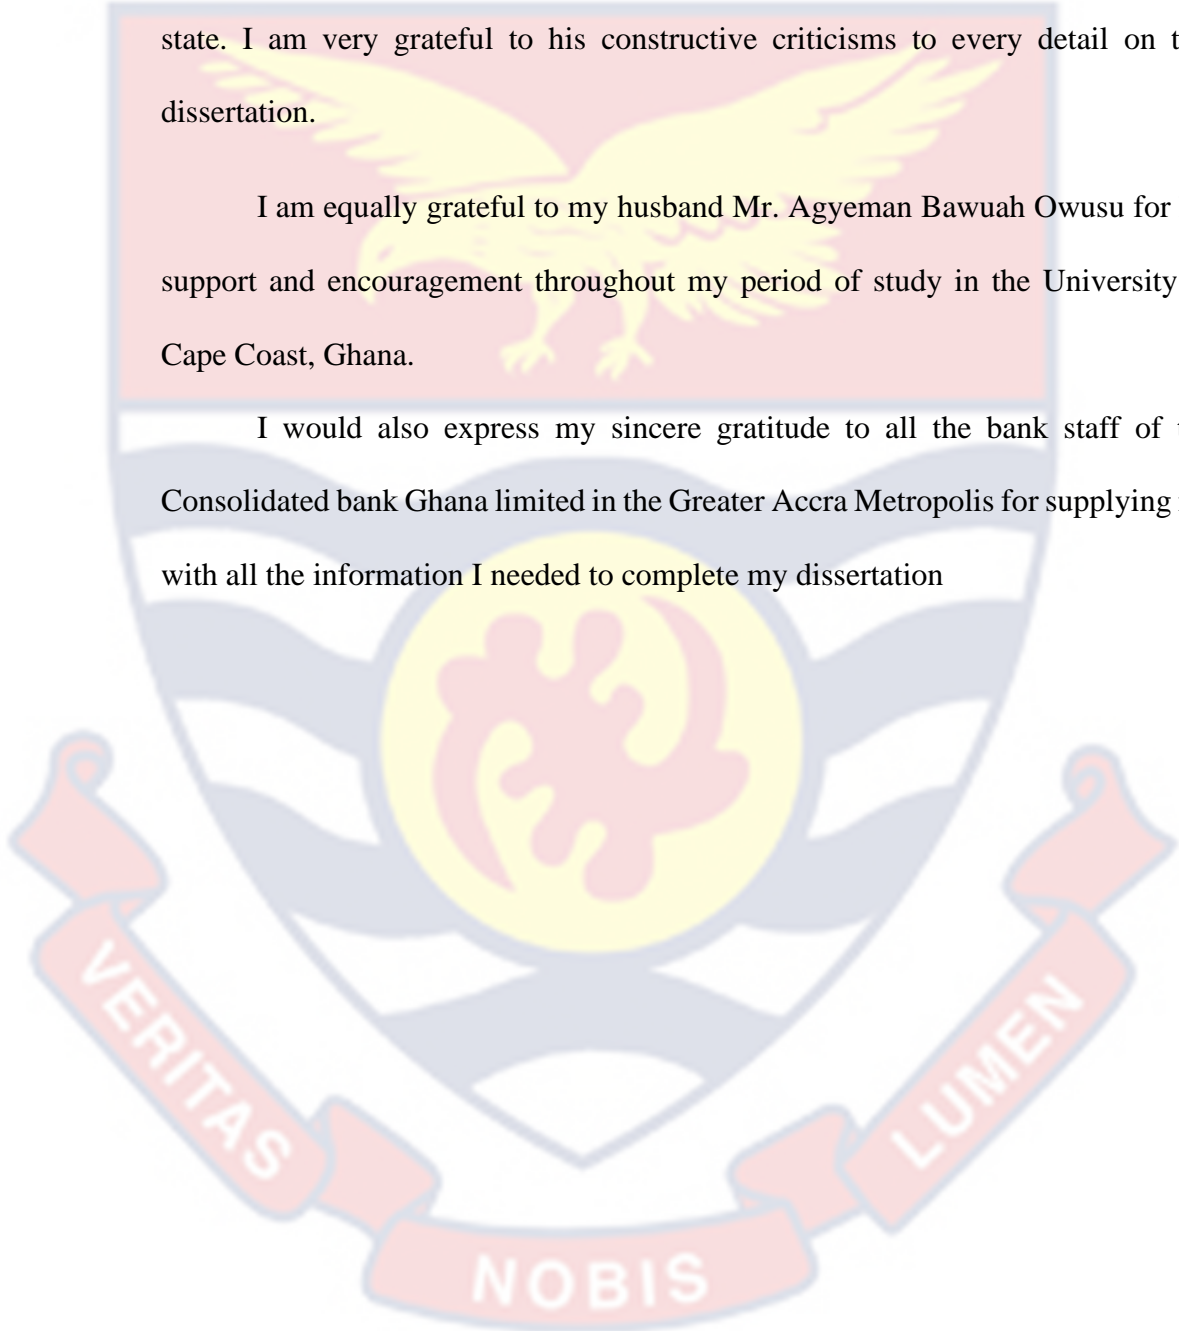 state. I am very grateful to his constructive criticisms to every detail on
dissertation.
I am equally grateful to my husband Mr. Agyeman Bawuah Owusu for
support and encouragement throughout my period of study in the University
Cape Coast, Ghana.
I would also express my sincere gratitude to all the bank staff of
Consolidated bank Ghana limited in the Greater Accra Metropolis for supplying
with all the information I needed to complete my dissertation
VERITAS
NOBIS
LUMEN